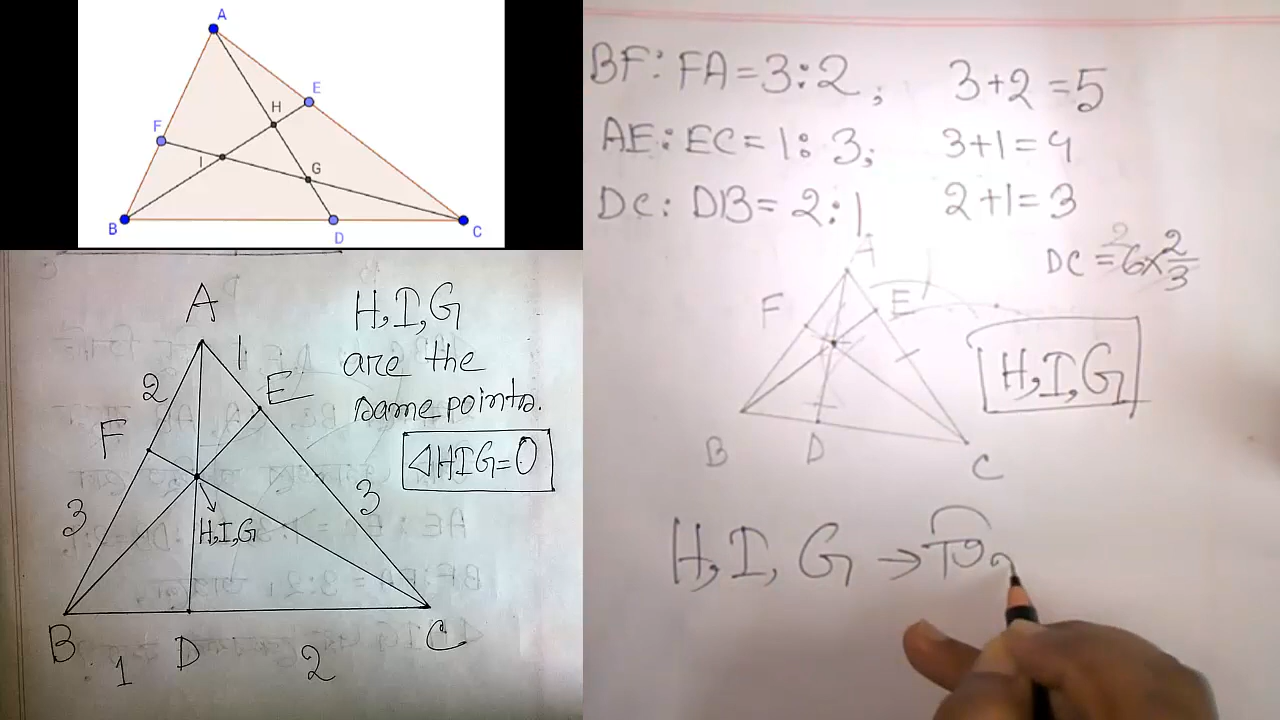 A
E
H
F
I
G
B
D
C
BF: FA = 3:2; 3+2=5
AE: EC = 1:3; 3+1=4
DC: DB = 2:1 2+1=3
DC = 6×2/3
2
A
F
E
H,I,G
B
D
C
H, I, G →
A
1
2
E
F
3
3
H,I,G
B
D
C
1
2
H,I,G
are the
same points.
△HIG=0